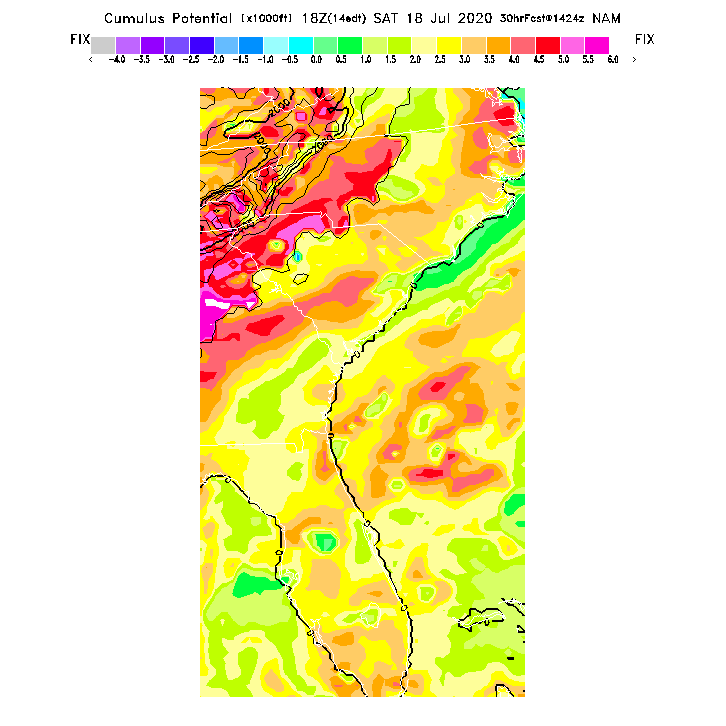 Cumulus Potential [x1000ft] 18Z(14edt) SAT 18 Jul 2020 30hrFcst@1424z NAM
FIX FIX
< -4.0 -3.5 -3.0 -2.5 -2.0 -1.5 -1.0 -0.5 0.0 0.5 1.0 1.5 2.0 2.5 3.0 3.5 4.0 4.5 5.0 5.5 6.0 >
2000